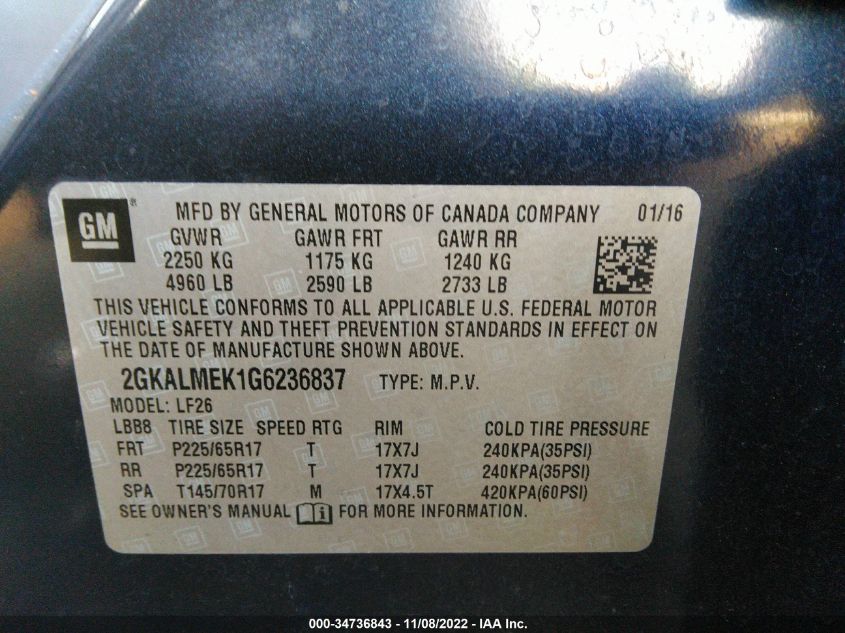 GM ® MFD BY GENERAL MOTORS OF CANADA COMPANY 01/16
GVWR GAWR FRT GAWR RR
2250 KG 1175 KG 1240 KG
4960 LB 2590 LB 2733 LB
THIS VEHICLE CONFORMS TO ALL APPLICABLE U.S. FEDERAL MOTOR
VEHICLE SAFETY AND THEFT PREVENTION STANDARDS IN EFFECT ON
THE DATE OF MANUFACTURE SHOWN ABOVE.
2GKALMEK1G6236837 TYPE: M.P.V.
MODEL: LF26
LBB8 TIRE SIZE SPEED RTG RIM COLD TIRE PRESSURE
FRT P225/65R17 T 17X7J 240KPA(35PSI)
RR P225/65R17 T 17X7J 240KPA(35PSI)
SPA T145/70R17 M 17X4.5T 420KPA(60PSI)
SEE OWNER'S MANUAL i FOR MORE INFORMATION.
000-34736843 - 11/08/2022 - IAA Inc.